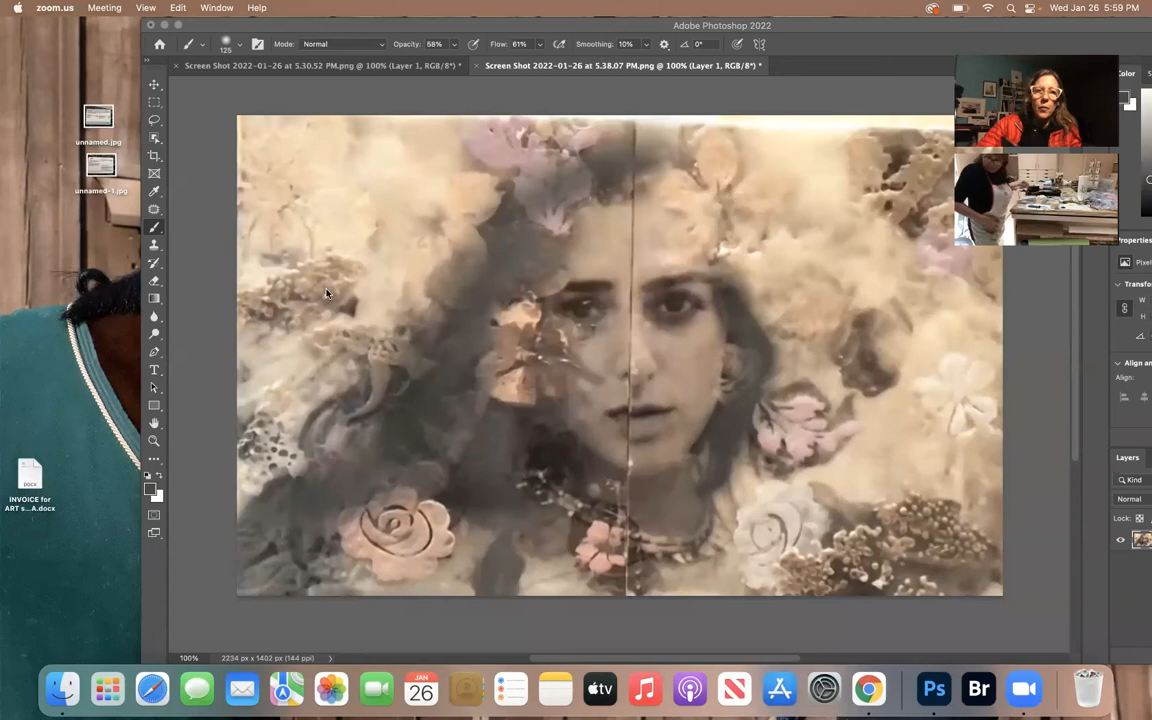 zoom.us Meeting View Edit Window Help
Wed Jan 26 5:59 PM
Adobe Photoshop 2022
125 Mode: Normal Opacity: 58% Flow: 61% Smoothing: 10% 0°
Screen Shot 2022-01-26 at 5.30.52 PM.png @ 100% (Layer 1, RGB/8*) *
Screen Shot 2022-01-26 at 5.38.07 PM.png @ 100% (Layer 1, RGB/8*) *
Color
unnamed.jpg
unnamed-1.jpg
Properties
Pixel
Transform
W
H
Align an
Align:
Layers
Kind
Normal
Lock:
DOCX
INVOICE for
ART s...A.docx
100% 2234 px x 1402 px (144 ppi)
JAN
26
tv
Ps
Br